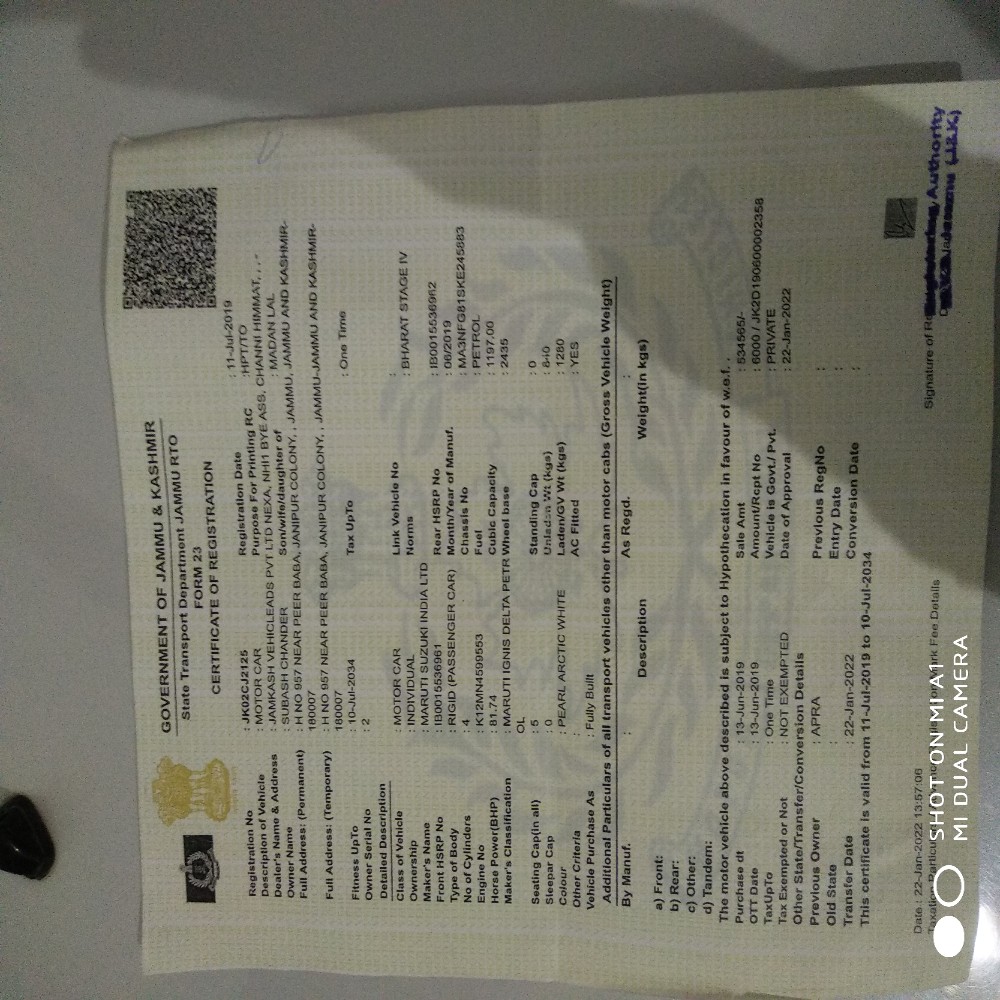 GOVERNMENT OF JAMMU & KASHMIR
State Transport Department JAMMU RTO
FORM 23
CERTIFICATE OF REGISTRATION
Registration No : JK02CJ2125 Registration Date : 11-Jul-2019
Description of Vehicle : MOTOR CAR Purpose For Printing RC :HPT/TO
Dealer's Name & Address : JAMKASH VEHICLEADS PVT LTD NEXA, NH1 BYE ASS, CHANNI HIMMAT, , ,
Owner Name : SUBASH CHANDER Son/wife/daughter of : MADAN LAL
Full Address: (Permanent) : H NO 957 NEAR PEER BABA, JANIPUR COLONY, , JAMMU, JAMMU AND KASHMIR-
180007
Full Address: (Temporary) : H NO 957 NEAR PEER BABA, JANIPUR COLONY, , JAMMU-JAMMU AND KASHMIR-
180007
Fitness UpTo : 10-Jul-2034 Tax UpTo : One Time
Owner Serial No : 2
Detailed Description
Class of Vehicle : MOTOR CAR Link Vehicle No :
Ownership : INDIVIDUAL Norms : BHARAT STAGE IV
Maker's Name : MARUTI SUZUKI INDIA LTD
Front HSRP No : IB0015536961 Rear HSRP No : IB0015536962
Type of Body : RIGID (PASSENGER CAR) Month/Year of Manuf. : 06/2019
No of Cylinders : 4 Chassis No : MA3NFG81SKE245883
Engine No : K12MN4599553 Fuel : PETROL
Horse Power(BHP) : 81.74 Cubic Capacity : 1197.00
Maker's Classification : MARUTI IGNIS DELTA PETR Wheel base : 2435
OL
Seating Cap(in all) : 5 Standing Cap : 0
Sleepar Cap : 0 Unladen Wt (kgs) : 840
Colour : PEARL ARCTIC WHITE Laden/GV Wt (kgs) : 1280
Other Criteria AC Fitted : YES
Vehicle Purchase As : Fully Built
Additional Particulars of all transport vehicles other than motor cabs (Gross Vehicle Weight)
By Manuf. : As Regd. :
Description Weight(in kgs)
a) Front:
b) Rear:
c) Other:
d) Tandem:
The motor vehicle above described is subject to Hypothecation in favour of w.e.f. .
Purchase dt : 13-Jun-2019 Sale Amt : 534565/-
OTT Date : 13-Jun-2019 Amount/Rcpt No : 6000 / JK2D190600002358
TaxUpTo : One Time Vehicle is Govt./ Pvt. : PRIVATE
Tax Exempted or Not : NOT EXEMPTED Date of Approval : 22-Jan-2022
Other State/Transfer/Conversion Details
Previous Owner : APRA Previous RegNo :
Old State : Entry Date :
Transfer Date : 22-Jan-2022 Conversion Date :
This certificate is valid from 11-Jul-2019 to 10-Jul-2034
Signature of
Registering Authority
Jammu (J&K)
Date : 22-Jan-2022 13:57:06
Taxation Particulars Fee Details
SHOT ON MI A1
MI DUAL CAMERA